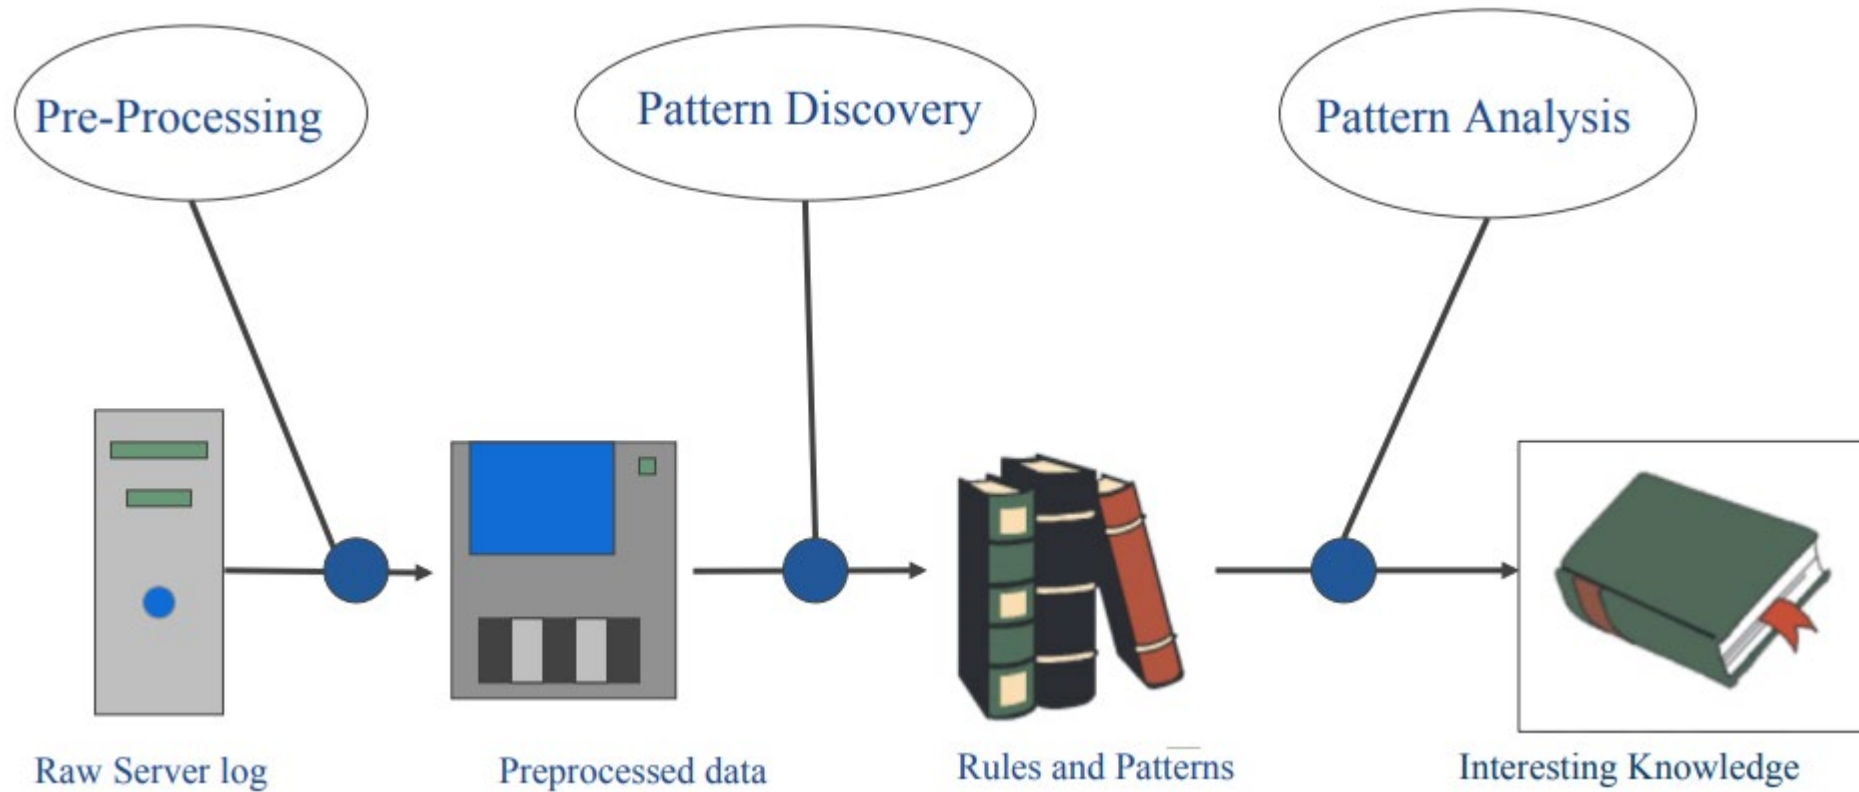 Pre-Processing
Pattern Discovery
Pattern Analysis
Raw Server log
Preprocessed data
Rules and Patterns
Interesting Knowledge